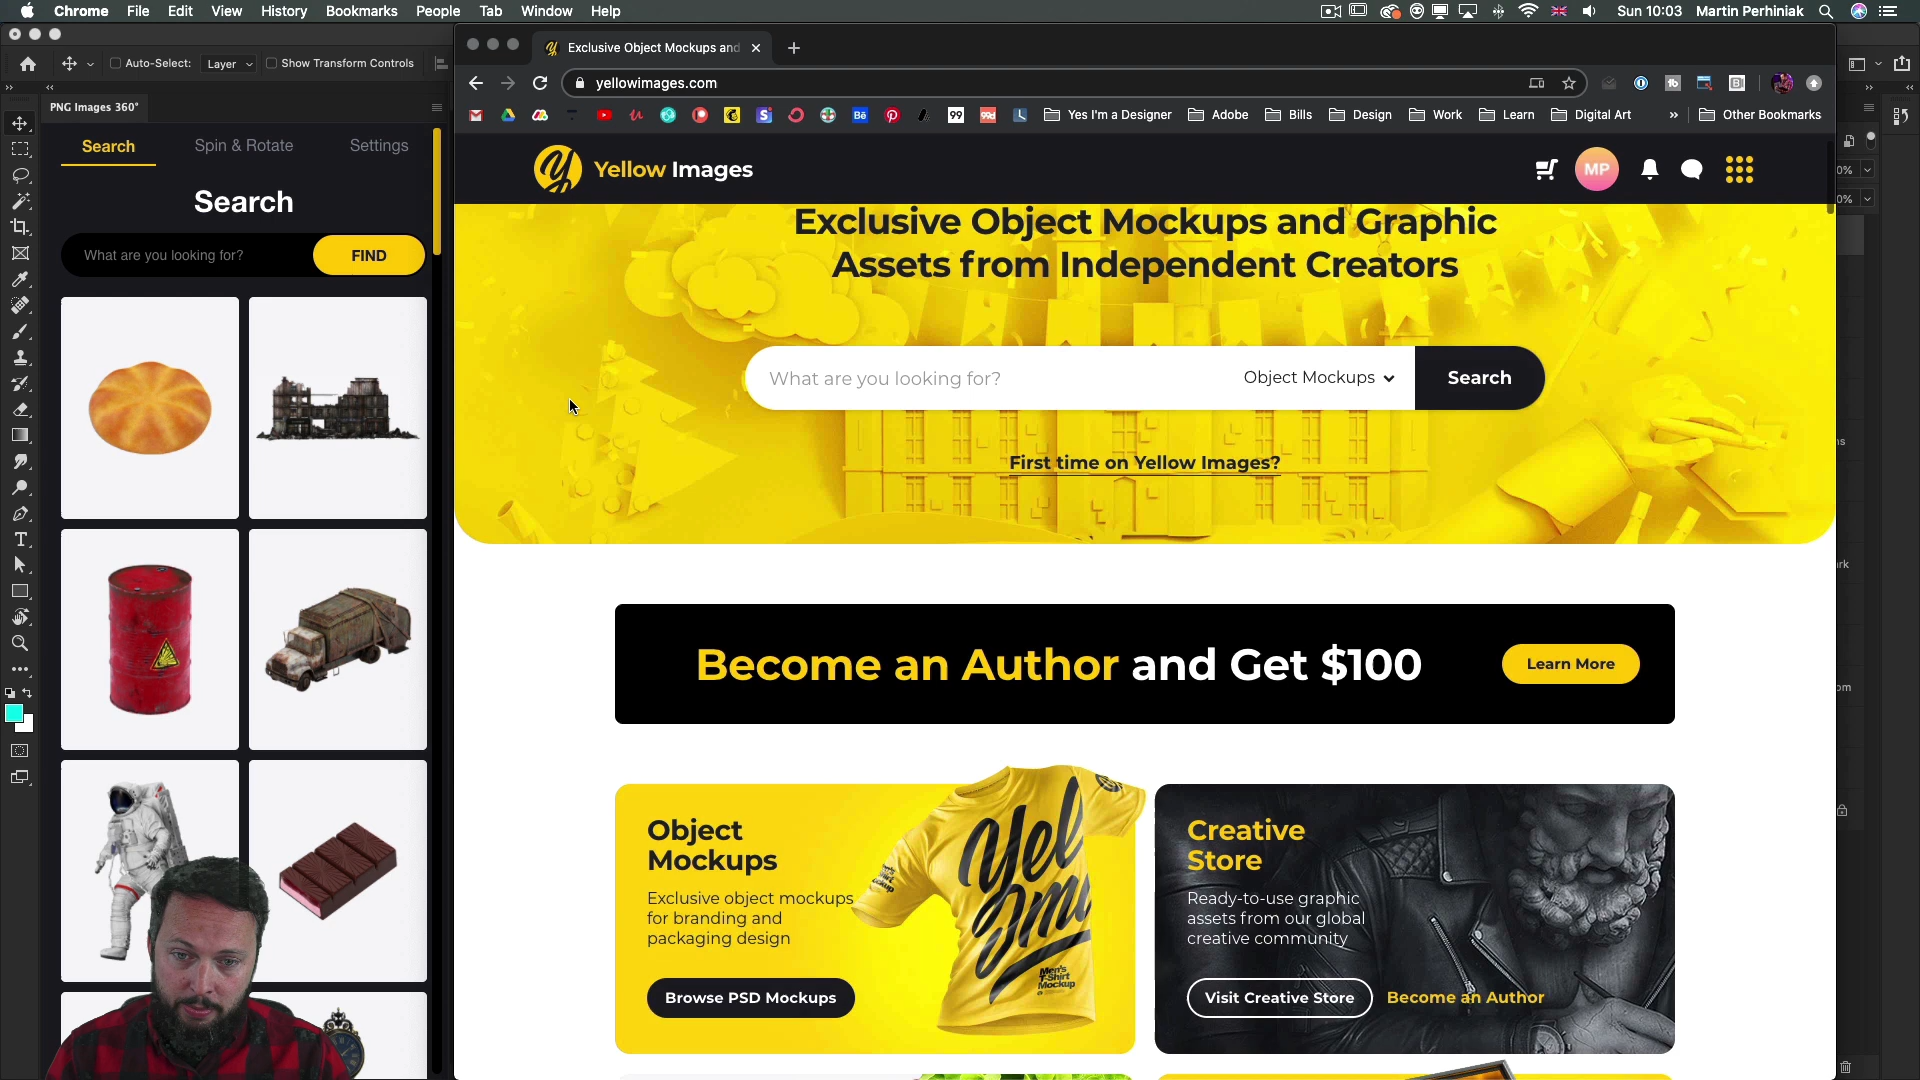 Chrome File Edit View History Bookmarks People Tab Window Help
Sun 10:03 Martin Perhiniak
Auto-Select: Layer Show Transform Controls
PNG Images 360°
Search Spin & Rotate Settings
Search
What are you looking for? FIND
Exclusive Object Mockups and
yellowimages.com
Yes I'm a Designer Adobe Bills Design Work Learn Digital Art » Other Bookmarks
Yellow Images
MP
Exclusive Object Mockups and Graphic
Assets from Independent Creators
What are you looking for? Object Mockups Search
First time on Yellow Images?
Become an Author and Get $100
Learn More
Object
Mockups
Exclusive object mockups
for branding and
packaging design
Browse PSD Mockups
Men's
T-Shirt
Mockup
Creative
Store
Ready-to-use graphic
assets from our global
creative community
Visit Creative Store Become an Author